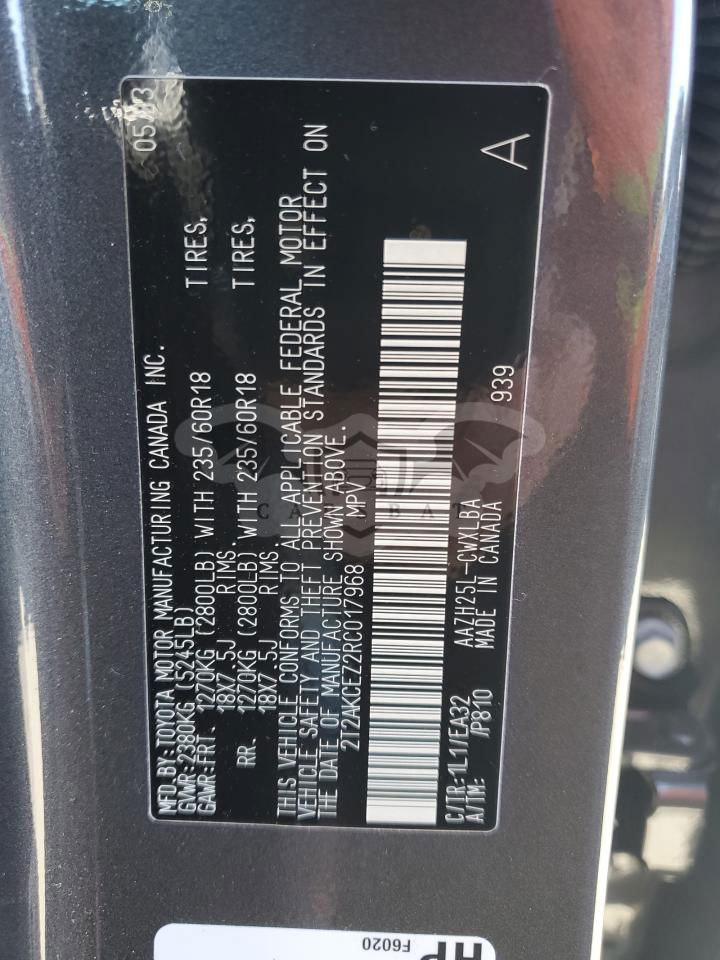 MFD BY:TOYOTA MOTOR MANUFACTURING CANADA INC. 05/23
GVWR:2380KG (5245LB)
GAWR:FRT. 1270KG (2800LB) WITH 235/60R18 TIRES,
18X7.5J RIMS.
RR. 1270KG (2800LB) WITH 235/60R18 TIRES,
18X7.5J RIMS.
THIS VEHICLE CONFORMS TO ALL APPLICABLE FEDERAL MOTOR
VEHICLE SAFETY AND THEFT PREVENTION STANDARDS IN EFFECT ON
THE DATE OF MANUFACTURE SHOWN ABOVE.
2T2AKCEZ2RC017968 MPV
C/TR:1L1/EA32 AAZH25L-CWXLBA
A/TM: /P810 MADE IN CANADA 939
A
HP
F6020